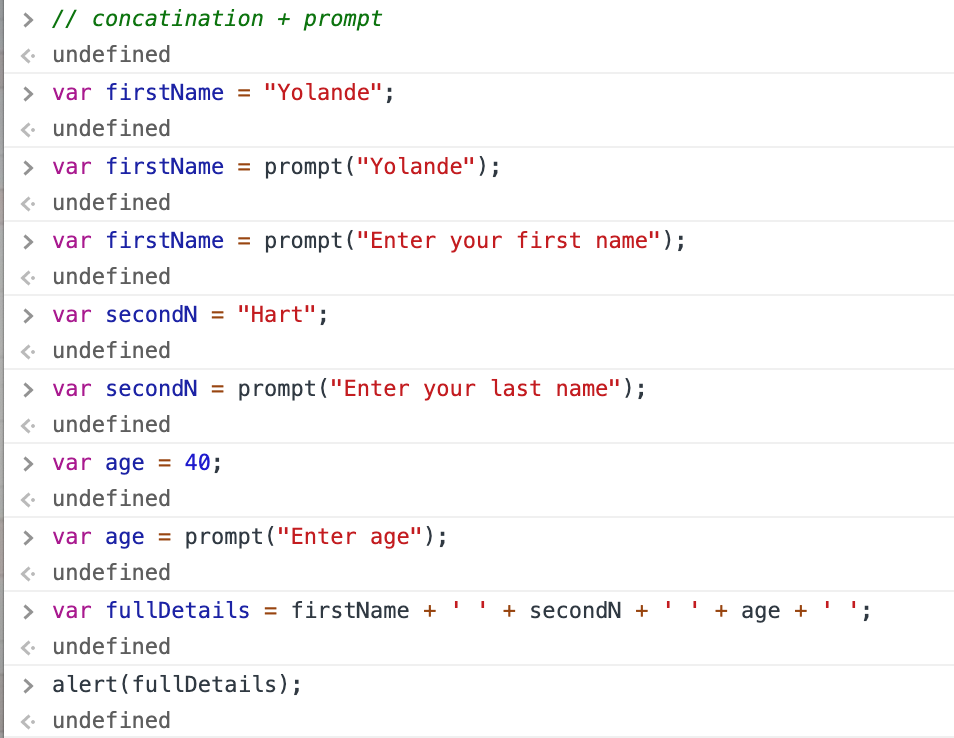 > // concatination + prompt
<· undefined
> var firstName = "Yolande";
<· undefined
> var firstName = prompt("Yolande");
<· undefined
> var firstName = prompt("Enter your first name");
<· undefined
> var secondN = "Hart";
<· undefined
> var secondN = prompt("Enter your last name");
<· undefined
> var age = 40;
<· undefined
> var age = prompt("Enter age");
<· undefined
> var fullDetails = firstName + ' ' + secondN + ' ' + age + ' ';
<· undefined
> alert(fullDetails);
<· undefined